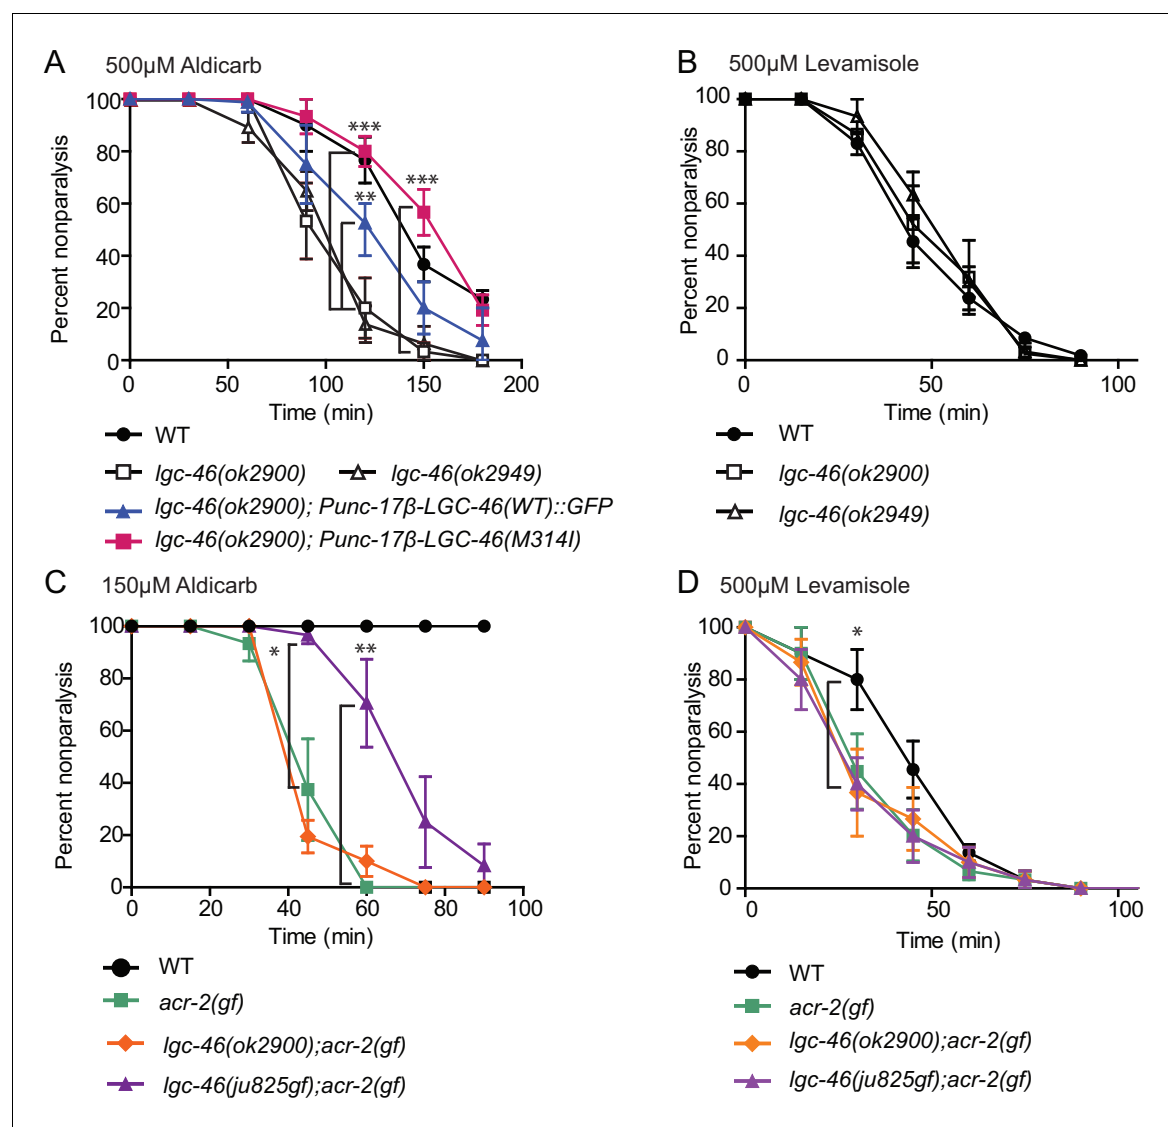 A 500µM Aldicarb
Percent nonparalysis
100
80
60
40
20
0
*** 
***
**
0 50 100 150 200
Time (min)
WT
lgc-46(ok2900) lgc-46(ok2949)
lgc-46(ok2900); Punc-17β-LGC-46(WT)::GFP
lgc-46(ok2900); Punc-17β-LGC-46(M314I)
B 500µM Levamisole
Percent nonparalysis
100
80
60
40
20
0
0 50 100
Time (min)
WT
lgc-46(ok2900)
lgc-46(ok2949)
C 150µM Aldicarb
Percent nonparalysis
100
80
60
40
20
0
* **
0 20 40 60 80 100
Time (min)
WT
acr-2(gf)
lgc-46(ok2900);acr-2(gf)
lgc-46(ju825gf);acr-2(gf)
D 500µM Levamisole
Percent nonparalysis
100
80
60
40
20
0
*
0 50 100
Time (min)
WT
acr-2(gf)
lgc-46(ok2900);acr-2(gf)
lgc-46(ju825gf);acr-2(gf)